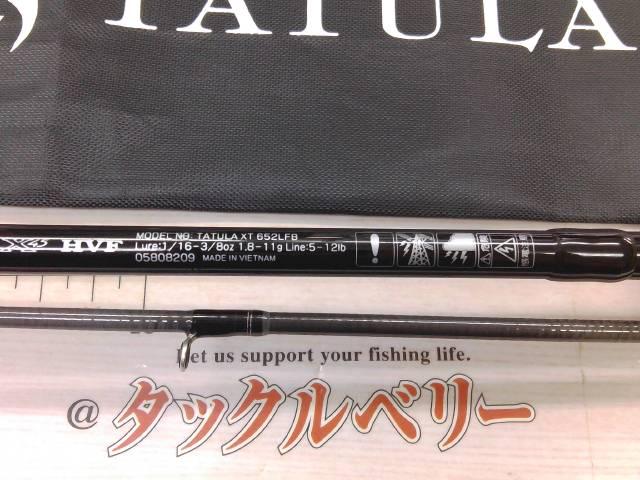 TATULA
X45 HVF
MODEL NO: TATULA XT 652LFB
Lure:1/16-3/8oz 1.8-11g Line:5-12lb
05808209 MADE IN VIETNAM
Let us support your fishing life.
@タックルベリー